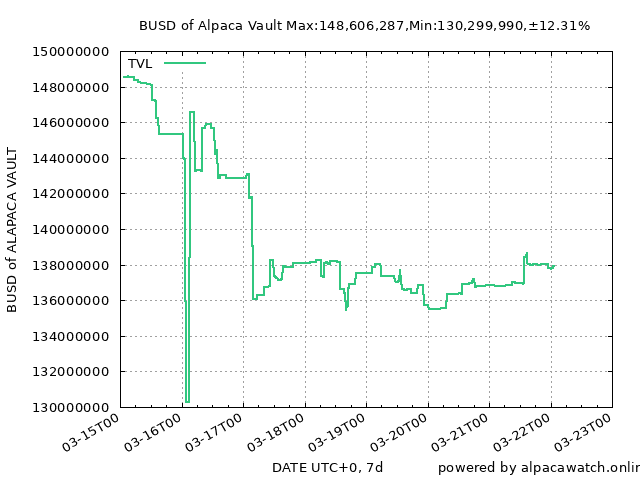 BUSD of Alpaca Vault Max:148,606,287,Min:130,299,990,±12.31%
150000000
148000000
146000000
144000000
142000000
140000000
138000000
136000000
134000000
132000000
130000000
BUSD of ALAPACA VAULT
TVL
03-15T00
03-16T00
03-17T00
03-18T00
03-19T00
03-20T00
03-21T00
03-22T00
03-23T00
DATE UTC+0, 7d
powered by alpacawatch.onlin